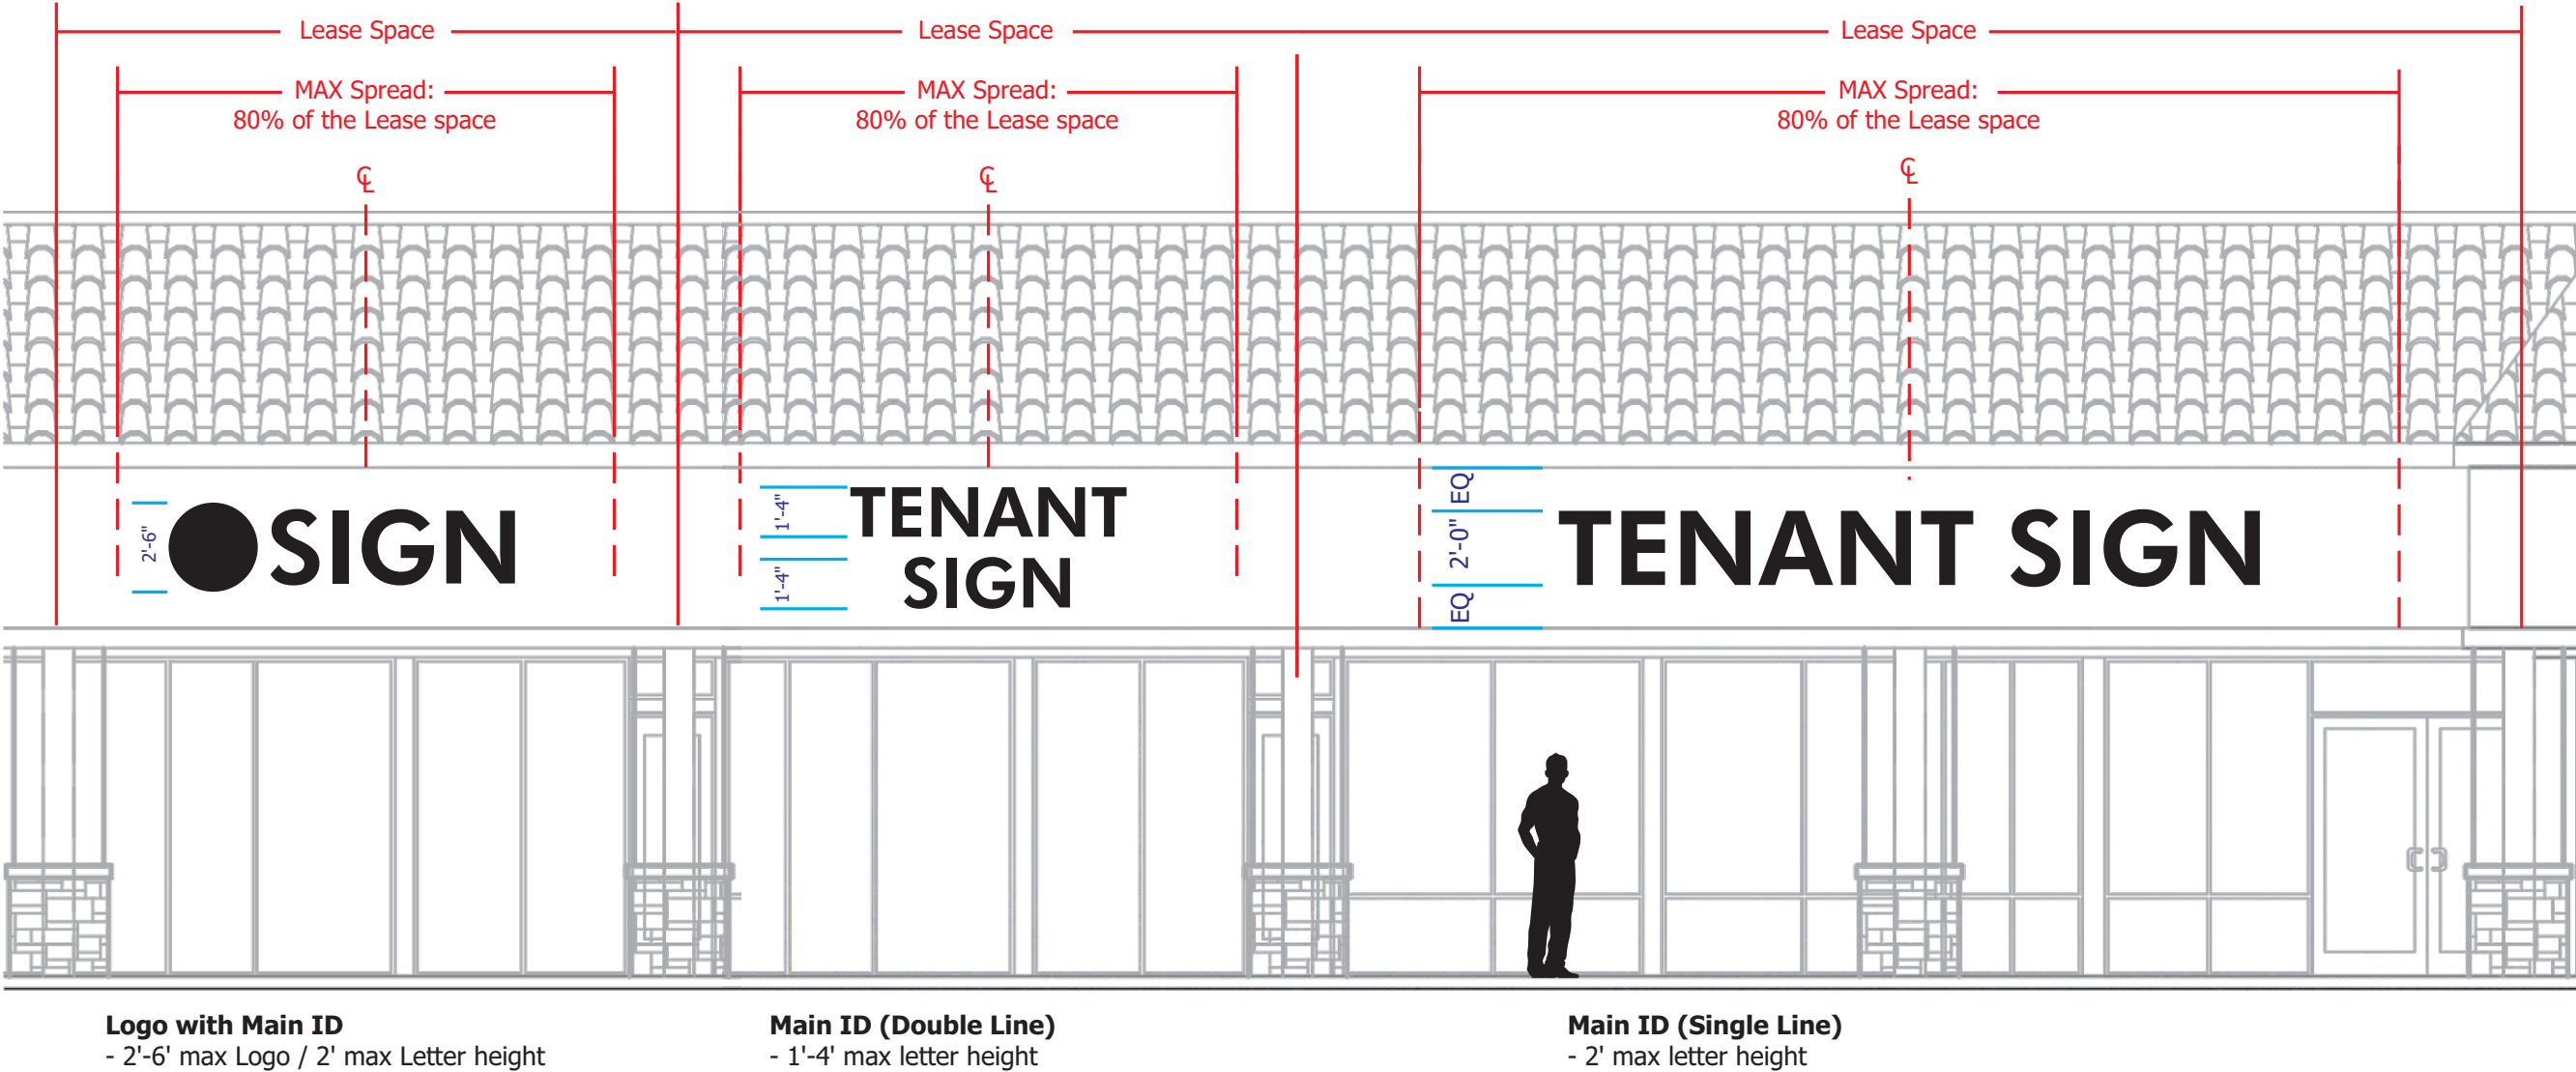 Lease Space
Lease Space
Lease Space
MAX Spread:
80% of the Lease space
MAX Spread:
80% of the Lease space
MAX Spread:
80% of the Lease space
℄
℄
℄
2'-6"
SIGN
1'-4"
1'-4"
TENANT
SIGN
EQ
2'-0"
EQ
TENANT SIGN
Logo with Main ID
- 2'-6' max Logo / 2' max Letter height
Main ID (Double Line)
- 1'-4' max letter height
Main ID (Single Line)
- 2' max letter height